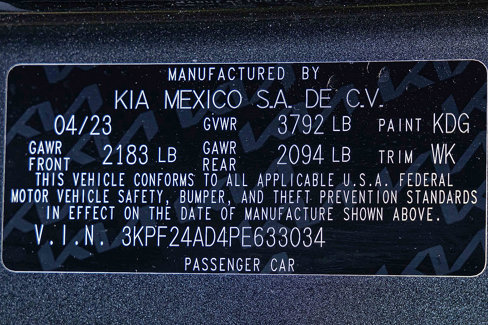 MANUFACTURED BY
KIA MEXICO S.A. DE C.V.
04/23 GVWR 3792 LB PAINT KDG
GAWR FRONT 2183 LB GAWR REAR 2094 LB TRIM WK
THIS VEHICLE CONFORMS TO ALL APPLICABLE U.S.A. FEDERAL
MOTOR VEHICLE SAFETY, BUMPER, AND THEFT PREVENTION STANDARDS
IN EFFECT ON THE DATE OF MANUFACTURE SHOWN ABOVE.
V.I.N. 3KPF24AD4PE633034
PASSENGER CAR